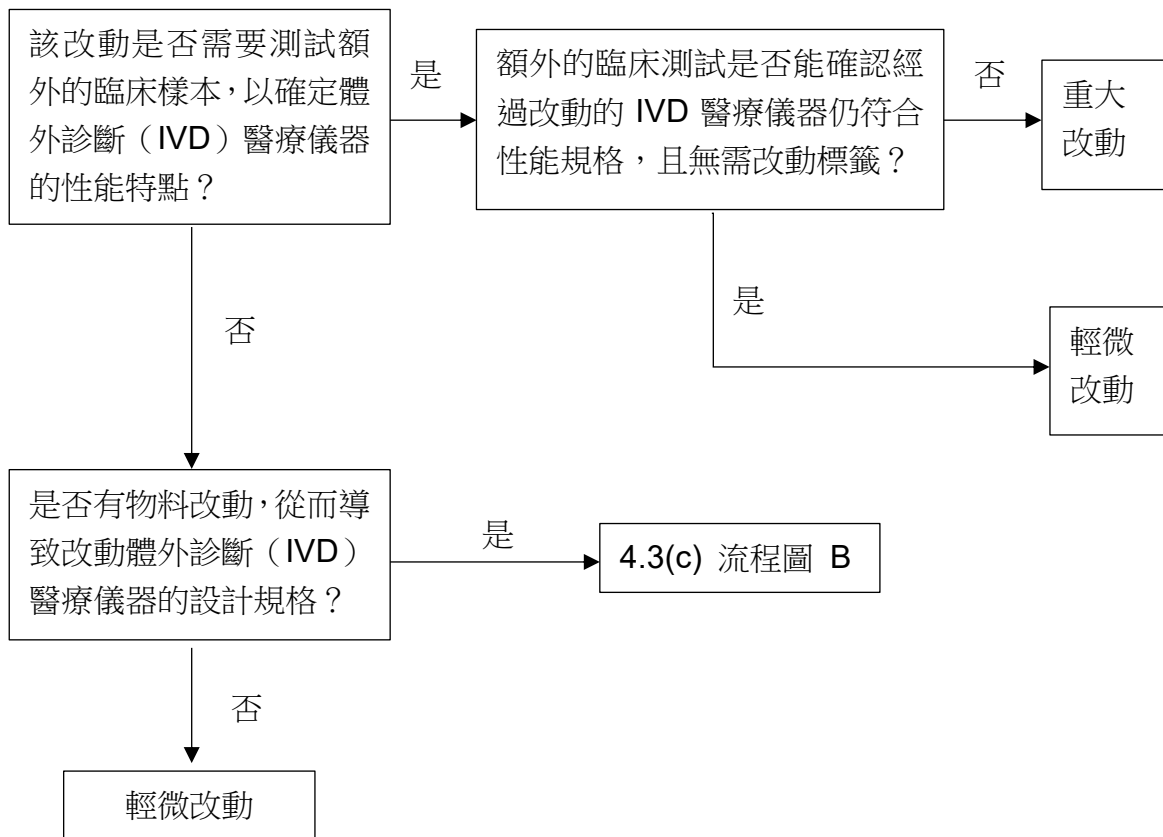 該改動是否需要測試額
外的臨床樣本，以確定體
外診斷（IVD）醫療儀器
的性能特點？
是
額外的臨床測試是否能確認經
過改動的 IVD 醫療儀器仍符合
性能規格，且無需改動標籤？
否
重大
改動
是
輕微
改動
否
是否有物料改動，從而導
致改動體外診斷（IVD）
醫療儀器的設計規格？
是
4.3(c) 流程圖 B
否
輕微改動